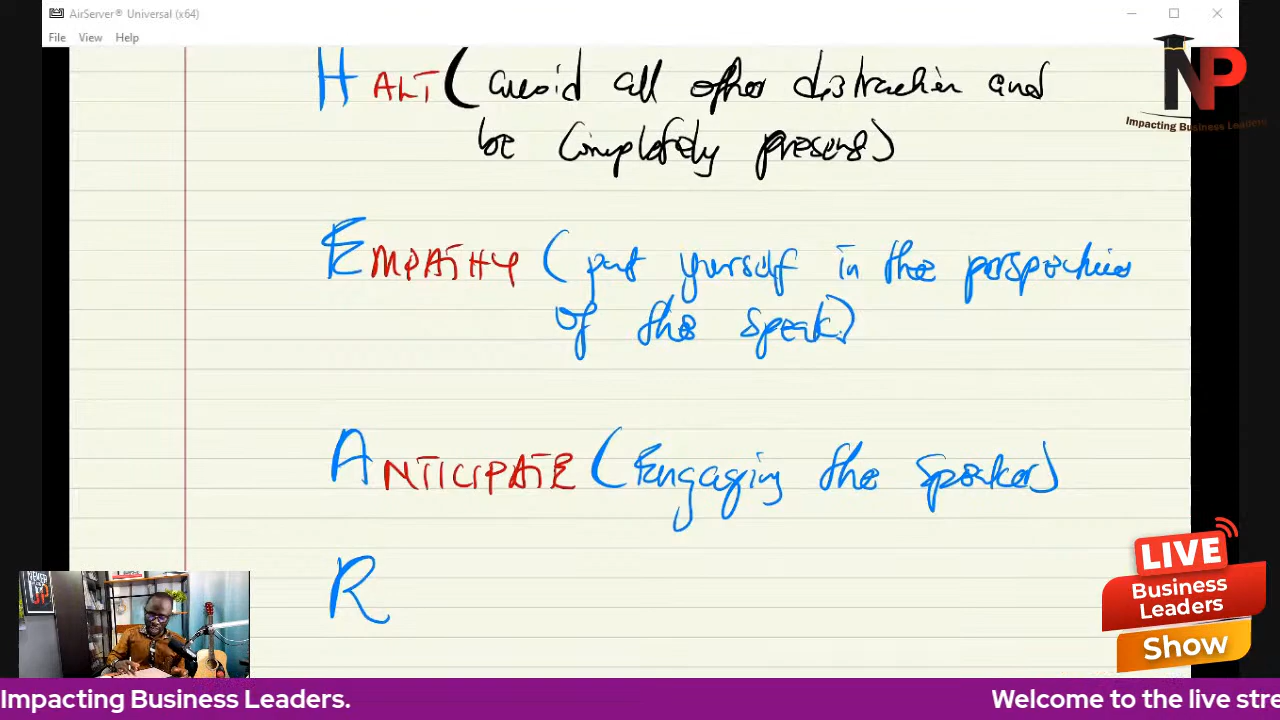 AirServer® Universal (x64)
File View Help
HALT (avoid all other distraction and
be completely present)
NP
Impacting Business Leaders
EMPATHY (put yourself in the perspective
of the speak)
ANTICIPATE (Engaging the Speaker)
R
LIVE
Business
Leaders
Show
Impacting Business Leaders. Welcome to the live stre